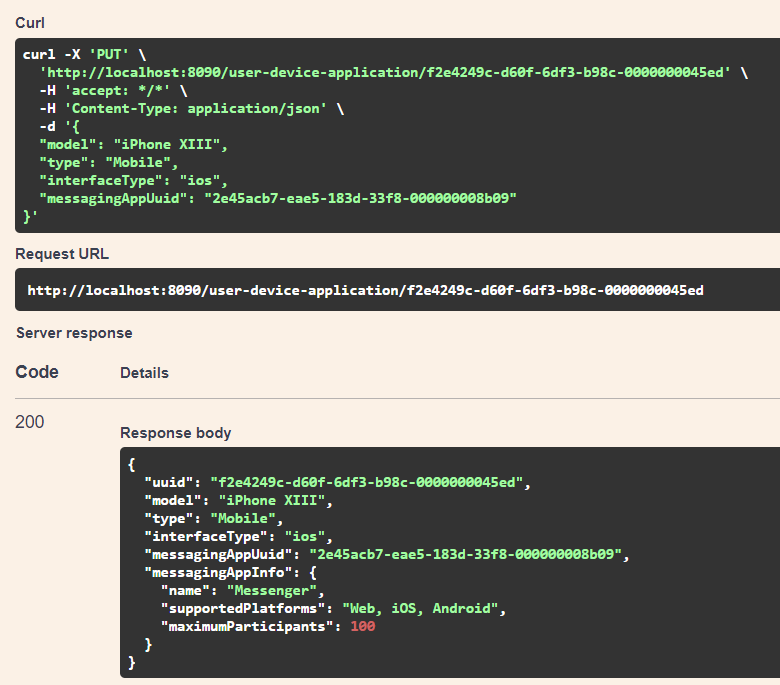 Curl
curl -X 'PUT' \
'http://localhost:8090/user-device-application/f2e4249c-d60f-6df3-b98c-0000000045ed' \
-H 'accept: */*' \
-H 'Content-Type: application/json' \
-d '{
"model": "iPhone XIII",
"type": "Mobile",
"interfaceType": "ios",
"messagingAppUuid": "2e45acb7-eae5-183d-33f8-000000008b09"
}'
Request URL
http://localhost:8090/user-device-application/f2e4249c-d60f-6df3-b98c-0000000045ed
Server response
Code Details
200
Response body
{
"uuid": "f2e4249c-d60f-6df3-b98c-0000000045ed",
"model": "iPhone XIII",
"type": "Mobile",
"interfaceType": "ios",
"messagingAppUuid": "2e45acb7-eae5-183d-33f8-000000008b09",
"messagingAppInfo": {
"name": "Messenger",
"supportedPlatforms": "Web, iOS, Android",
"maximumParticipants": 100
}
}